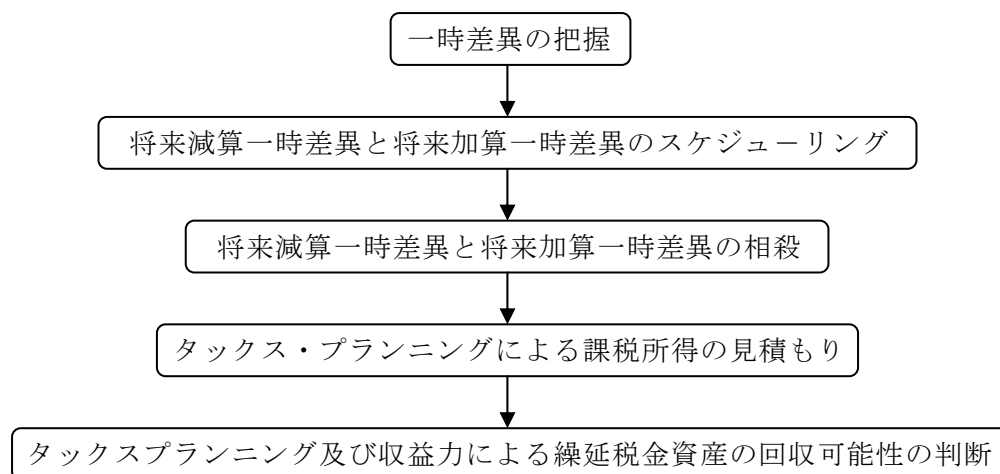 一時差異の把握
将来減算一時差異と将来加算一時差異のスケジューリング
将来減算一時差異と将来加算一時差異の相殺
タックス・プランニングによる課税所得の見積もり
タックスプランニング及び収益力による繰延税金資産の回収可能性の判断